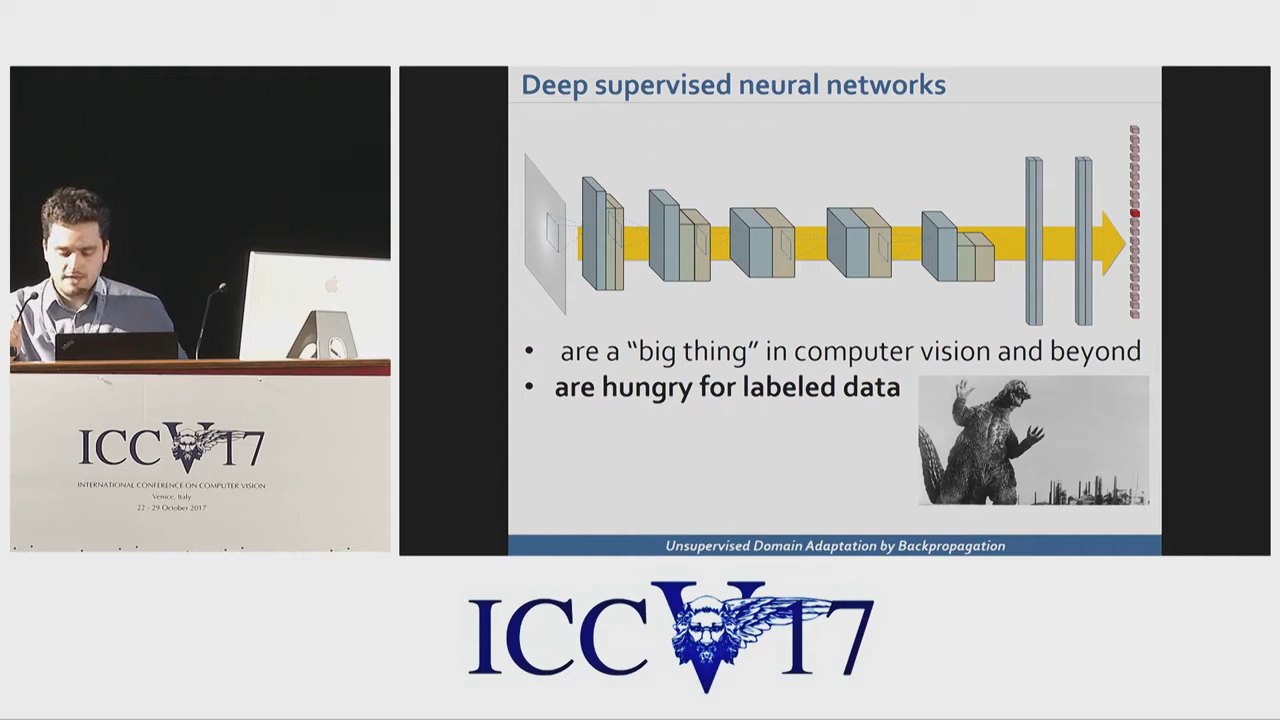 Deep supervised neural networks
• are a “big thing” in computer vision and beyond
• are hungry for labeled data
Unsupervised Domain Adaptation by Backpropagation
ICCV17
INTERNATIONAL CONFERENCE ON COMPUTER VISION
Venice, Italy
22 - 29 October 2017
ICCV17